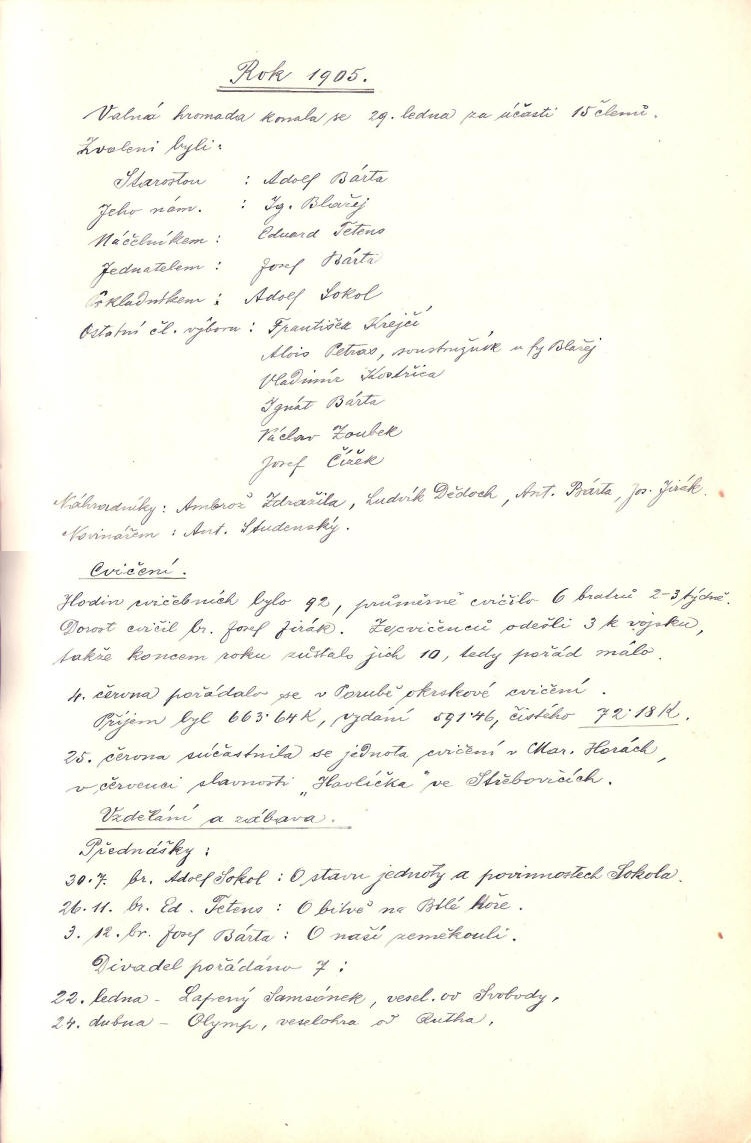 Rok 1905.
Valná hromada konala se 29. ledna za účasti 15 členů.
Zvoleni byli:
Starostou : Adolf Bárta
Jeho nám. : Ig. Blažej
Náčelníkem : Eduard Tetens
Jednatelem : Josef Bárta
Pokladníkem : Adolf Sokol
Ostatní čl. výboru : František Krejčí
Alois Petras, soustružník u fy Blažej
Vladimír Kostřica
Ignát Bárta
Václav Zoubek
Josef Čížek
Náhradníky : Ambrož Zdražila, Ludvík Dědoch, Ant. Bárta, Jos. Jirák.
Novinářem : Ant. Studenský.
Cvičení.
Hodin cvičebních bylo 92, průměrně cvičilo 6 bratrů 2-3 týdně.
Dorost cvičil br. Josef Jirák. Ze cvičenců odešli 3 k vojsku,
takže koncem roku zůstalo jich 10, tedy pořád málo.
4. června pořádalo se v Porubě okrskové cvičení.
Příjem byl 663·64 K, vydání 591·46, čistého 72·18 K.
25. června súčastnila se jednota cvičení v Mar. Horách,
v červenci slavnosti „Havlíčka" ve Střebovicích.
Vzdělání a zábava.
Přednášky :
30.7. br. Adolf Sokol : O stavu jednoty a povinnostech Sokola.
26.11. br. Ed. Tetens : O bitvě na Bílé Hoře.
3. 12. br. Josef Bárta : O naší zeměkouli.
Divadel pořádáno 7 :
22. ledna - Zapřený Samsónek, vesel. od Svobody,
24. dubna - Olymp, veselohra od Rutha,